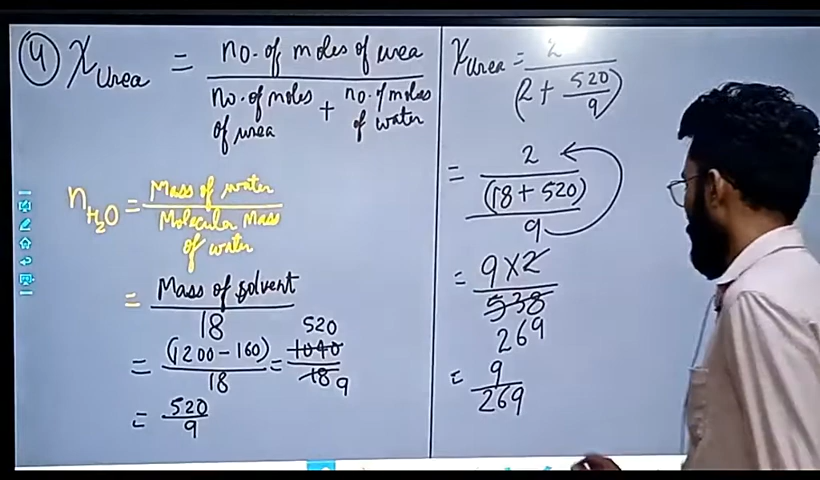 4 X Urea = no. of moles of urea
no. of moles of urea + no. of moles of water
n H₂O = Mass of water
Molecular Mass of water
= Mass of solvent
18
= (1200 - 160) = 520 1040
18 18 9
= 520
9
X Urea = 2
(2 + 520/9)
= 2
(18 + 520)
9
= 9 X 2
538
269
= 9
269